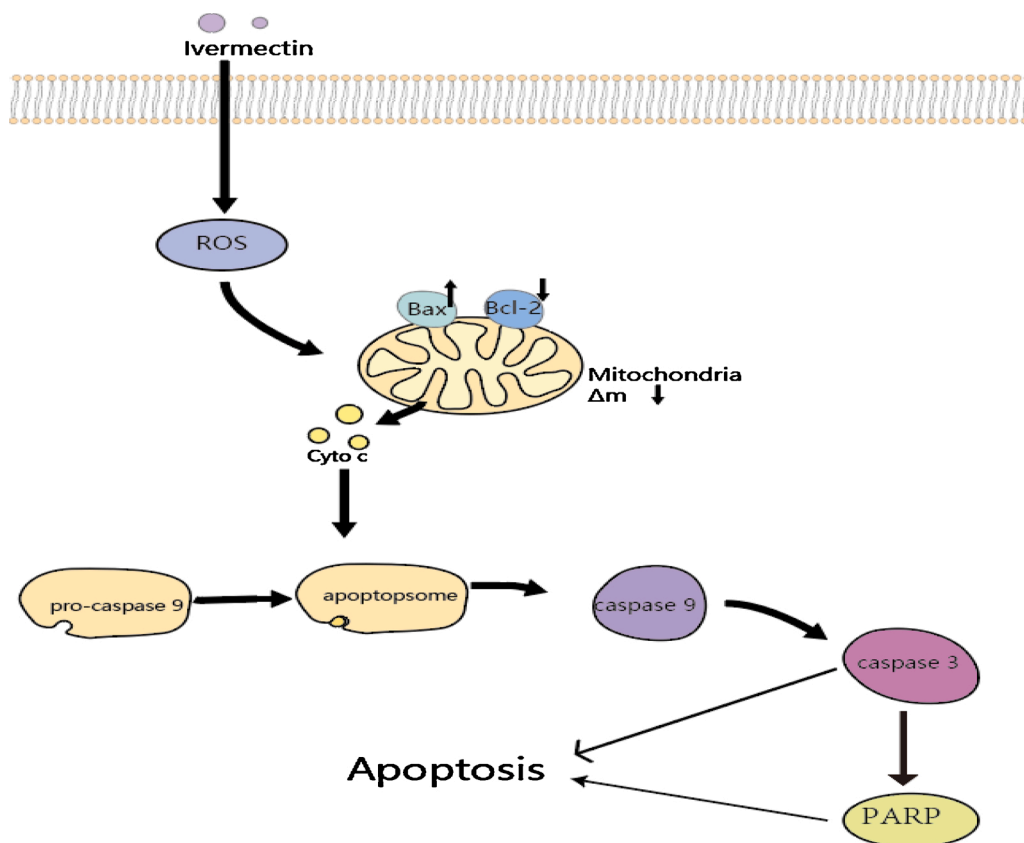 Ivermectin
ROS
Bax
Bcl-2
Mitochondria
Δm
Cyto c
pro-caspase 9
apoptopsome
caspase 9
caspase 3
Apoptosis
PARP